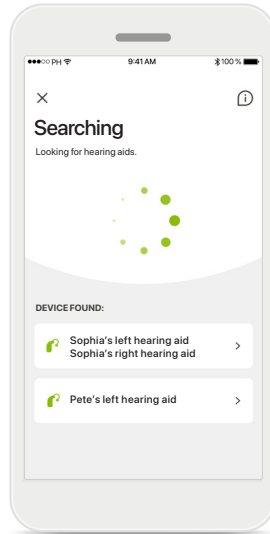 PH 9:41 AM 100 %
Searching
Looking for hearing aids.
DEVICE FOUND:
Sophia's left hearing aid
Sophia's right hearing aid
Pete's left hearing aid